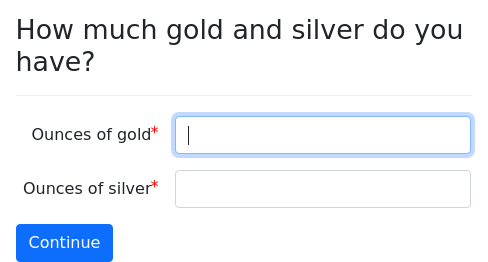 How much gold and silver do you
have?
Ounces of gold*
Ounces of silver*
Continue